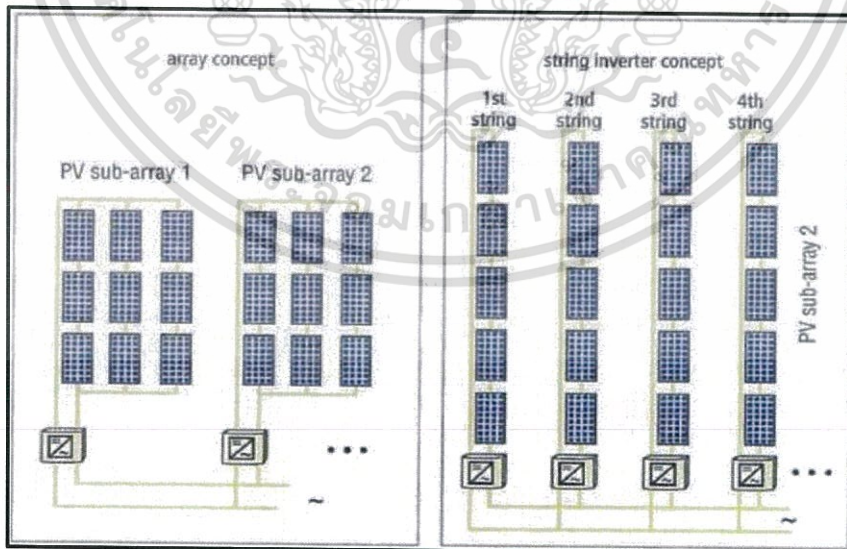 array concept
PV sub-array 1
PV sub-array 2
~
string inverter concept
1st string
2nd string
3rd string
4th string
PV sub-array 2
~